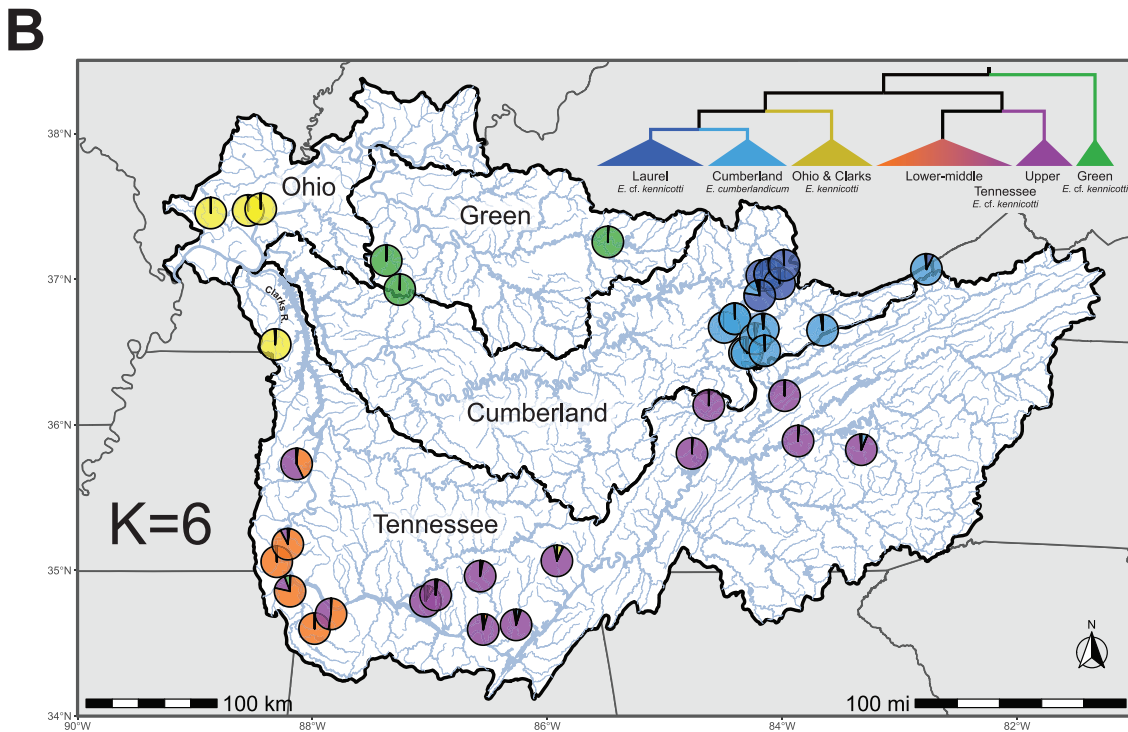 B
38°N
37°N
36°N
35°N
34°N
90°W
88°W
86°W
84°W
82°W
Laurel
E. cf. kennicotti
Cumberland
E. cumberlandicum
Ohio & Clarks
E. kennicotti
Lower-middle
Upper
Tennessee
E. cf. kennicotti
Green
E. cf. kennicotti
Ohio
Green
Clarks R.
Cumberland
Tennessee
K=6
N
100 km
100 mi